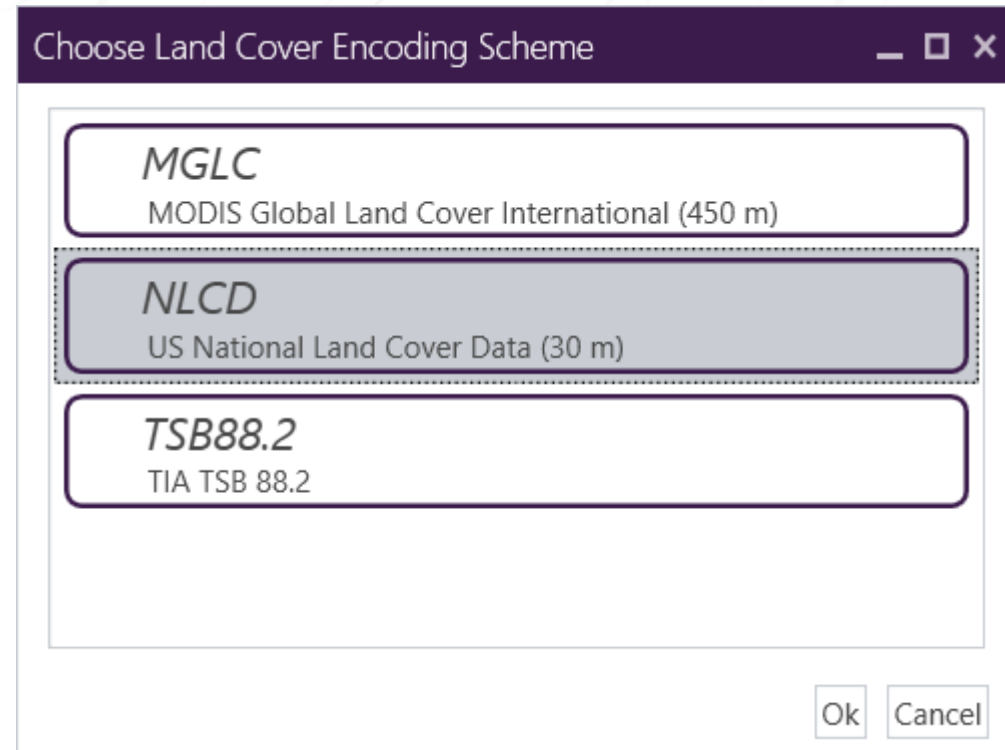 Choose Land Cover Encoding Scheme
MGLC
MODIS Global Land Cover International (450 m)
NLCD
US National Land Cover Data (30 m)
TSB88.2
TIA TSB 88.2
Ok Cancel